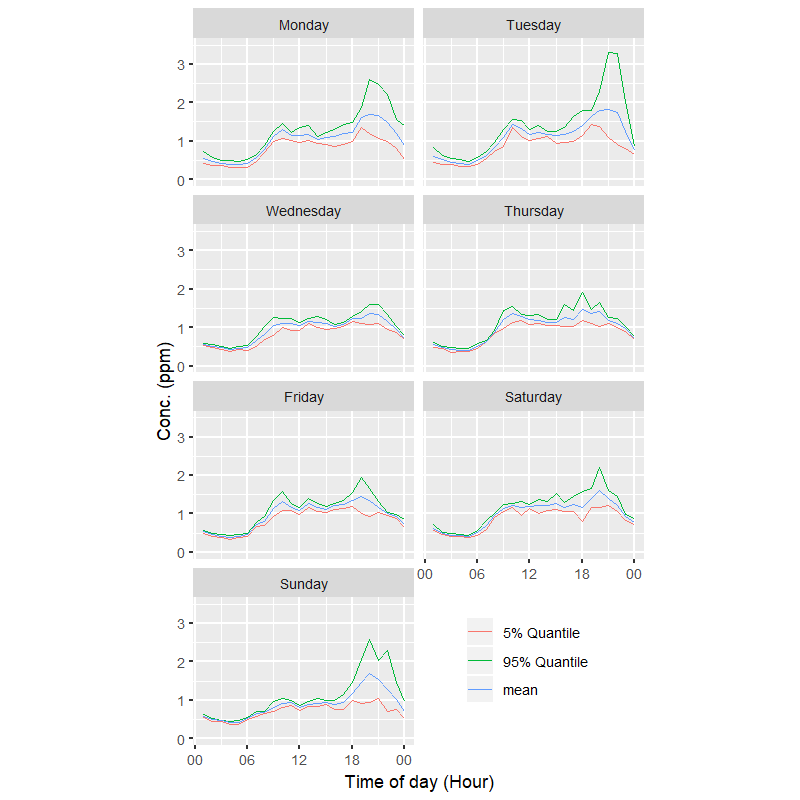 Monday
Tuesday
3
2
1
0
Wednesday
Thursday
3
2
1
0
Conc. (ppm)
Friday
Saturday
3
2
1
0
00 06 12 18 00
Sunday
3
2
1
0
5% Quantile
95% Quantile
mean
00 06 12 18 00
Time of day (Hour)